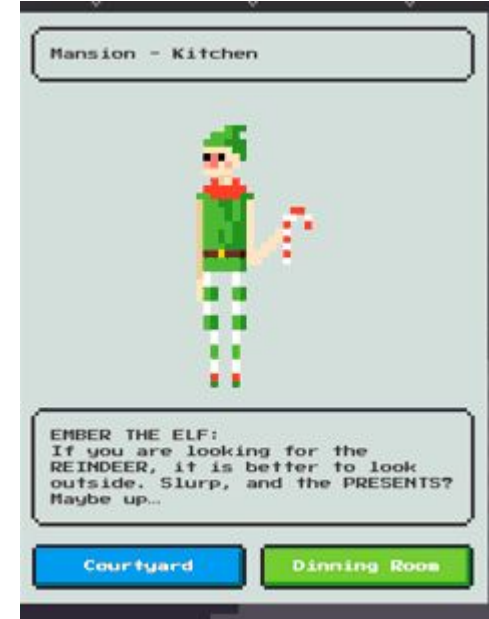 Mansion - Kitchen
EMBER THE ELF:
If you are looking for the
REINDEER, it is better to look
outside. Slurp, and the PRESENTS?
Maybe up…
Courtyard
Dinning Room